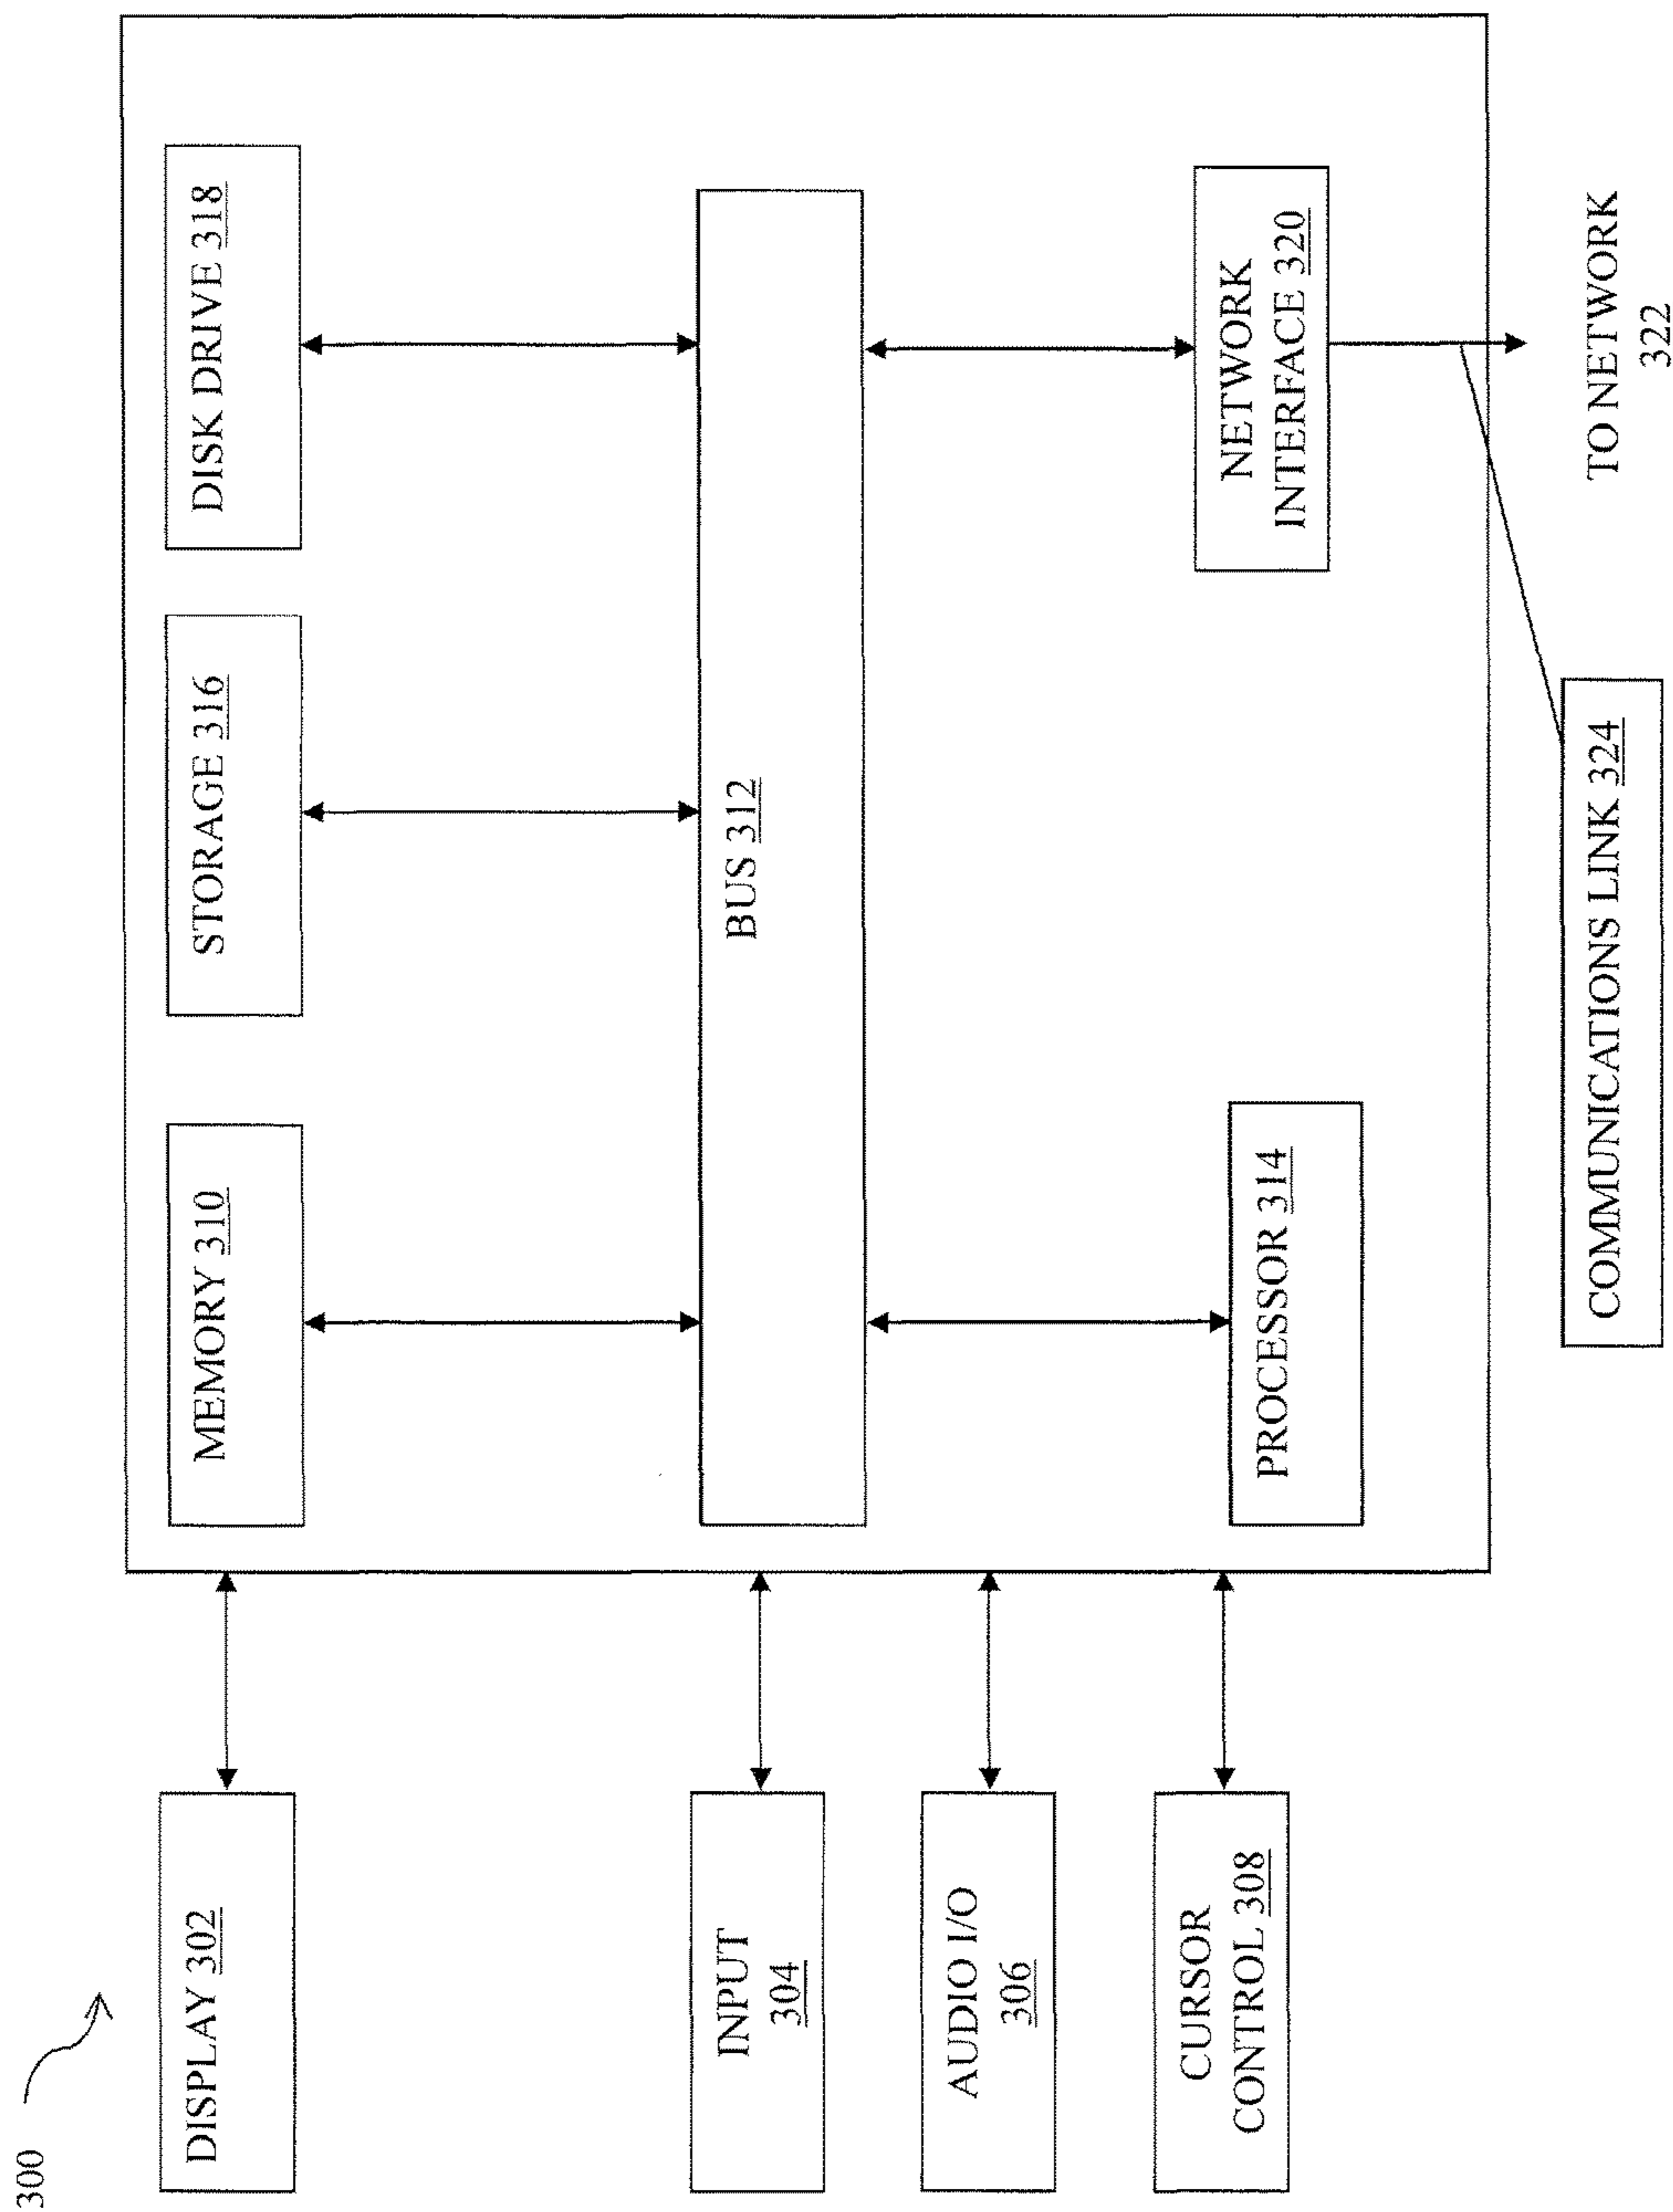 300
DISPLAY 302
INPUT
304
AUDIO I/O
306
CURSOR
CONTROL 308
MEMORY 310
STORAGE 316
DISK DRIVE 318
BUS 312
PROCESSOR 314
NETWORK
INTERFACE 320
COMMUNICATIONS LINK 324
TO NETWORK
322